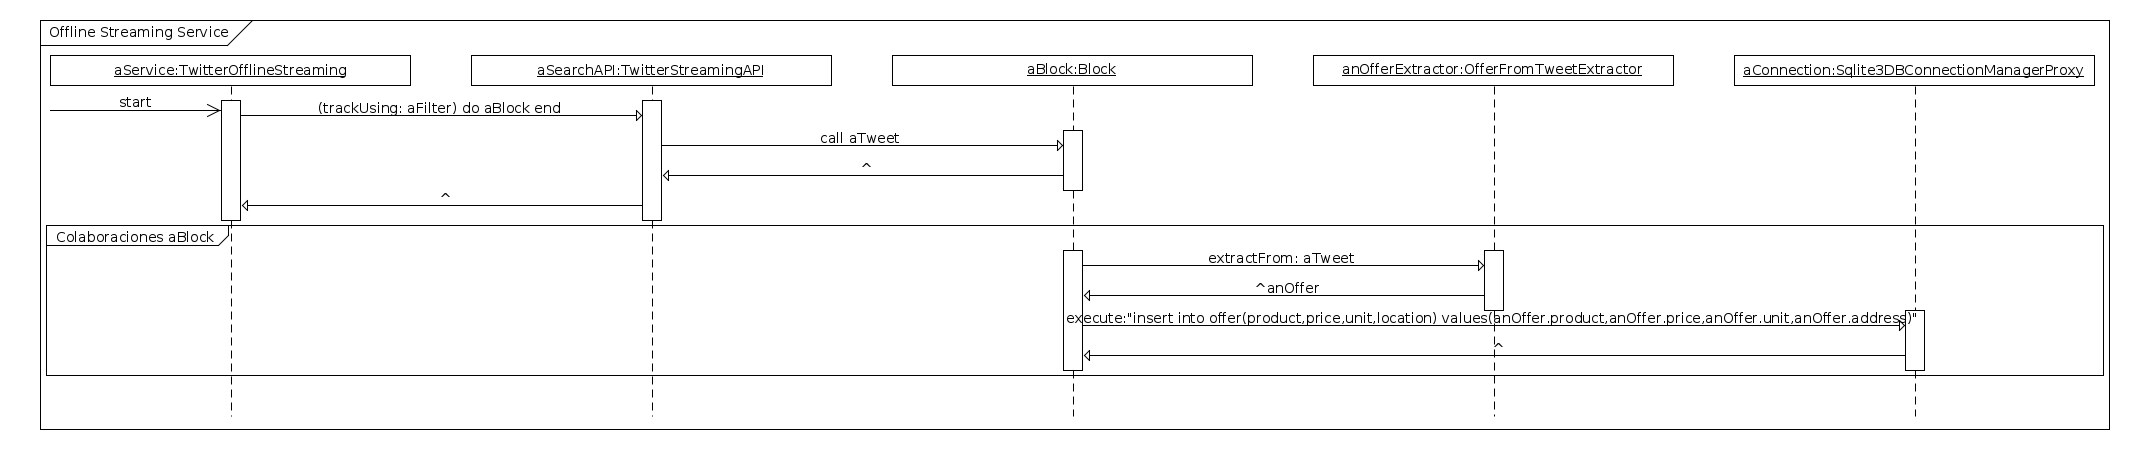 Offline Streaming Service
aService:TwitterOfflineStreaming
aSearchAPI:TwitterStreamingAPI
aBlock:Block
anOfferExtractor:OfferFromTweetExtractor
aConnection:Sqlite3DBConnectionManagerProxy
start
(trackUsing: aFilter) do aBlock end
call aTweet
^
^
Colaboraciones aBlock
extractFrom: aTweet
^anOffer
execute:"insert into offer(product,price,unit,location) values(anOffer.product,anOffer.price,anOffer.unit,anOffer.address)"
^